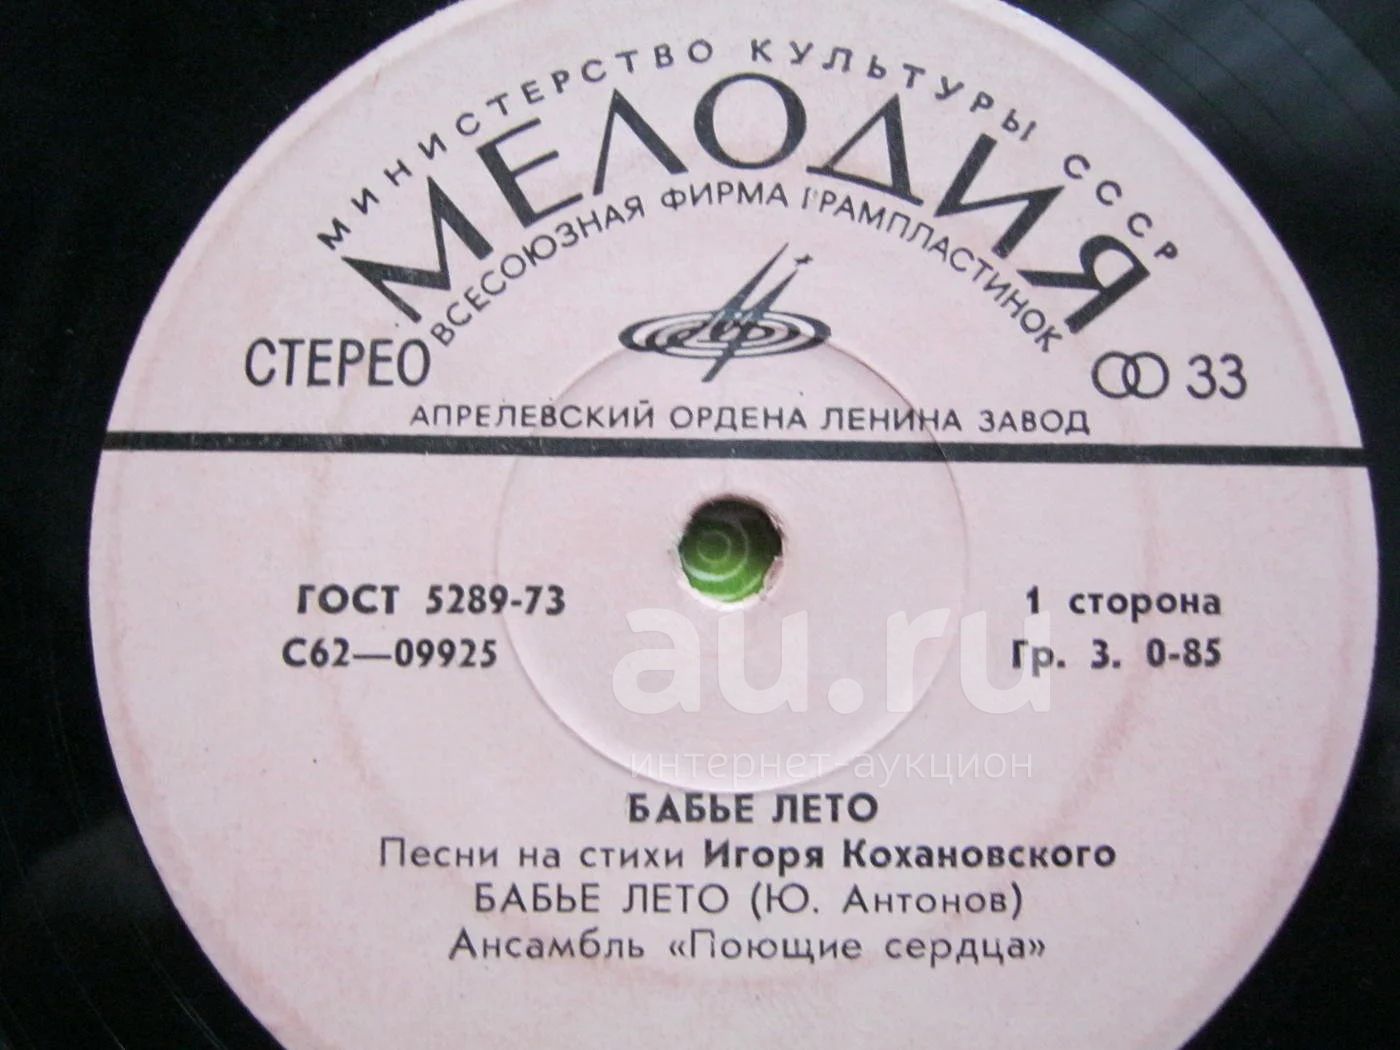 МИНИСТЕРСТВО КУЛЬТУРЫ СССР
МЕЛОДИЯ
ВСЕСОЮЗНАЯ ФИРМА ГРАМПЛАСТИНОК
СТЕРЕО
33
АПРЕЛЕВСКИЙ ОРДЕНА ЛЕНИНА ЗАВОД
ГОСТ 5289-73
1 сторона
С62—09925
Гр. 3. 0-85
au.ru
интернет-аукцион
БАБЬЕ ЛЕТО
Песни на стихи Игоря Кохановского
БАБЬЕ ЛЕТО (Ю. Антонов)
Ансамбль «Поющие сердца»